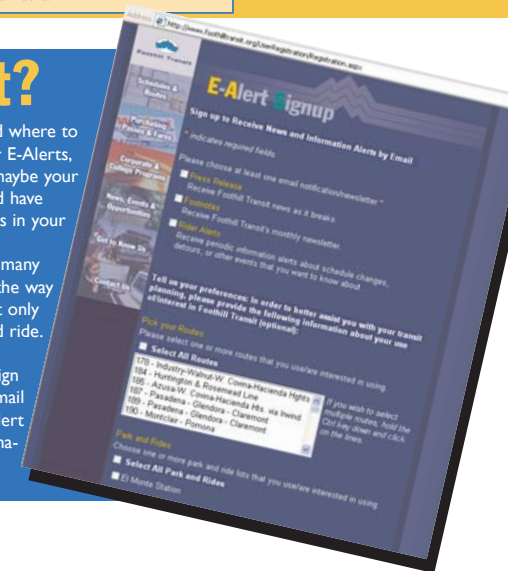 t?
d where to
r E-Alerts,
maybe your
d have
s in your
many
the way
t only
d ride.
ign
mail
lert
na-
Address http://www.foothilltransit.org/UserRegistration/Registration.aspx
Foothill Transit
Schedules &
Routes
Purchasing
Passes & Fares
Corporate &
College Programs
News, Events &
Opportunities
Get to Know Us
Contact Us
E-Alert Signup
Sign up to Receive News and Information Alerts by Email
* indicates required fields.
Please choose at least one email notification/newsletter *
Press Release
Receive Foothill Transit news as it breaks
Footnotes
Receive Foothill Transit's monthly newsletter.
Rider Alerts
Receive periodic information alerts about schedule changes,
detours, or other events that you want to know about
Tell us your preferences: In order to better assist you with your transit
planning, please provide the following information about your use
of/interest in Foothill Transit (optional):
Pick your Routes
Please select one or more routes that you use/are interested in using
Select All Routes
178 - Industry-Walnut-W. Covina-Hacienda Hghts
184 - Huntington & Rosemead Line
185 - Azusa-W. Covina-Hacienda Hts. via Irwind
187 - Pasadena - Glendora - Claremont
189 - Pasadena - Glendora - Claremont
190 - Montclair - Pomona
If you wish to select
multiple routes, hold the
Ctrl key down and click
on the lines.
Park and Rides
Choose one or more park and ride lots that you use/are interested in using
Select All Park and Rides
El Monte Station